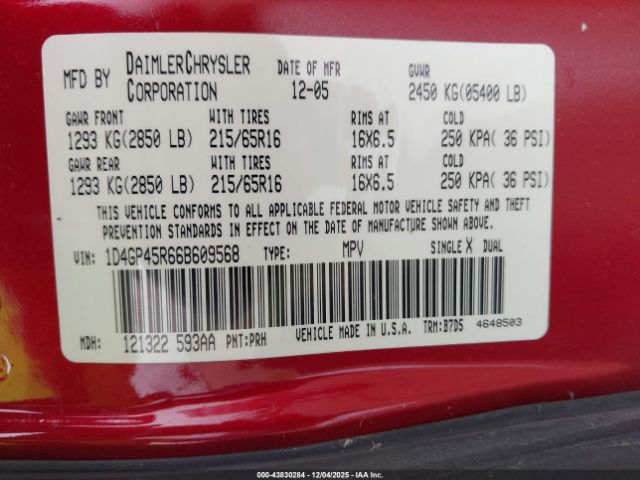 MFD BY DAIMLERCHRYSLER CORPORATION DATE OF MFR 12-05 GVWR 2450 KG(05400 LB)
GAWR FRONT WITH TIRES RIMS AT COLD
1293 KG(2850 LB) 215/65R16 16X6.5 250 KPA( 36 PSI)
GAWR REAR WITH TIRES RIMS AT COLD
1293 KG(2850 LB) 215/65R16 16X6.5 250 KPA( 36 PSI)
THIS VEHICLE CONFORMS TO ALL APPLICABLE FEDERAL MOTOR VEHICLE SAFETY AND THEFT
PREVENTION STANDARDS IN EFFECT ON THE DATE OF MANUFACTURE SHOWN ABOVE.
VIN: 1D4GP45R66B609568 TYPE: MPV SINGLE X DUAL
MDH: 121322 593AA PNT:PRH VEHICLE MADE IN U.S.A. TRM:B7D5 4648503
© 000-43830284 - 12/04/2025 - IAA